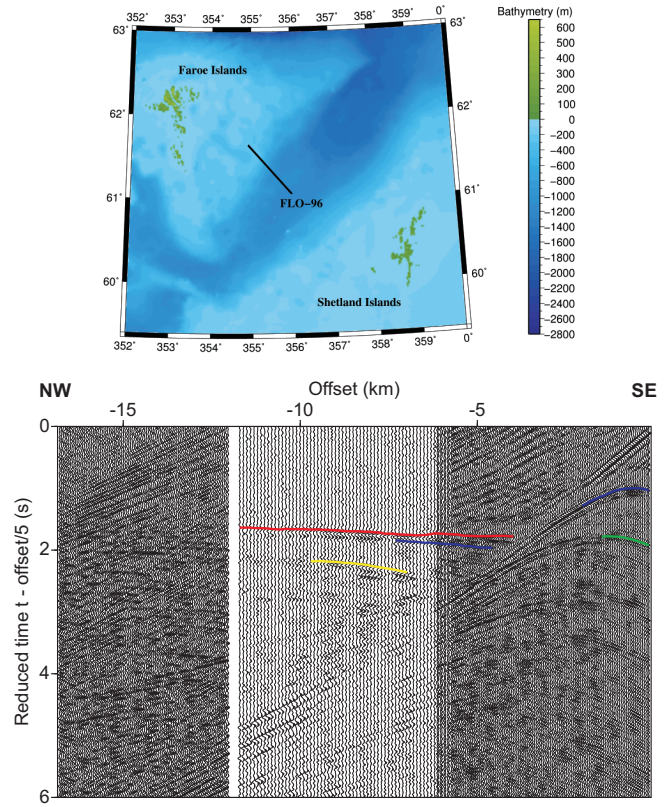 352° 353° 354° 355° 356° 357° 358° 359° 0°
Bathymetry (m)
63° 63°
Faroe Islands
62° 62°
61° 61°
FLO−96
60° 60°
Shetland Islands
352° 353° 354° 355° 356° 357° 358° 359° 0°
600
400
200
0
−200
−400
−600
−800
−1000
−1200
−1400
−1600
−1800
−2000
−2200
−2400
−2600
−2800
NW Offset (km) SE
-15 -10 -5
0
2
4
6
Reduced time t - offset/5 (s)